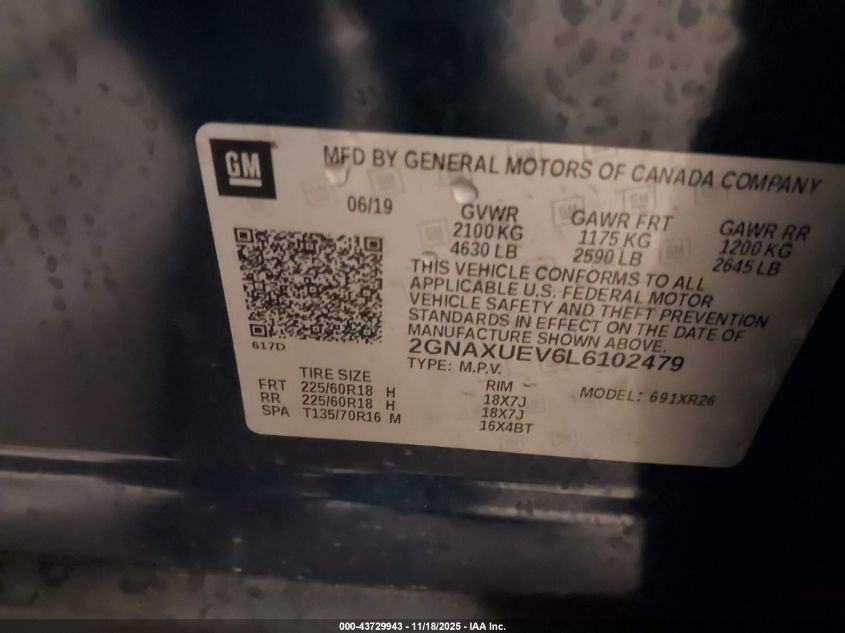 GM
MFD BY GENERAL MOTORS OF CANADA COMPANY
06/19
GVWR
2100 KG
4630 LB
GAWR FRT
1175 KG
2590 LB
GAWR RR
1200 KG
2645 LB
THIS VEHICLE CONFORMS TO ALL
APPLICABLE U.S. FEDERAL MOTOR
VEHICLE SAFETY AND THEFT PREVENTION
STANDARDS IN EFFECT ON THE DATE OF
MANUFACTURE SHOWN ABOVE.
2GNAXUEV6L6102479
TYPE: M.P.V.
617D
TIRE SIZE
RIM
MODEL: 691XR26
FRT 225/60R18 H 18X7J
RR 225/60R18 H 18X7J
SPA T135/70R16 M 16X4BT
000-43729943 - 11/18/2025 - IAA Inc.